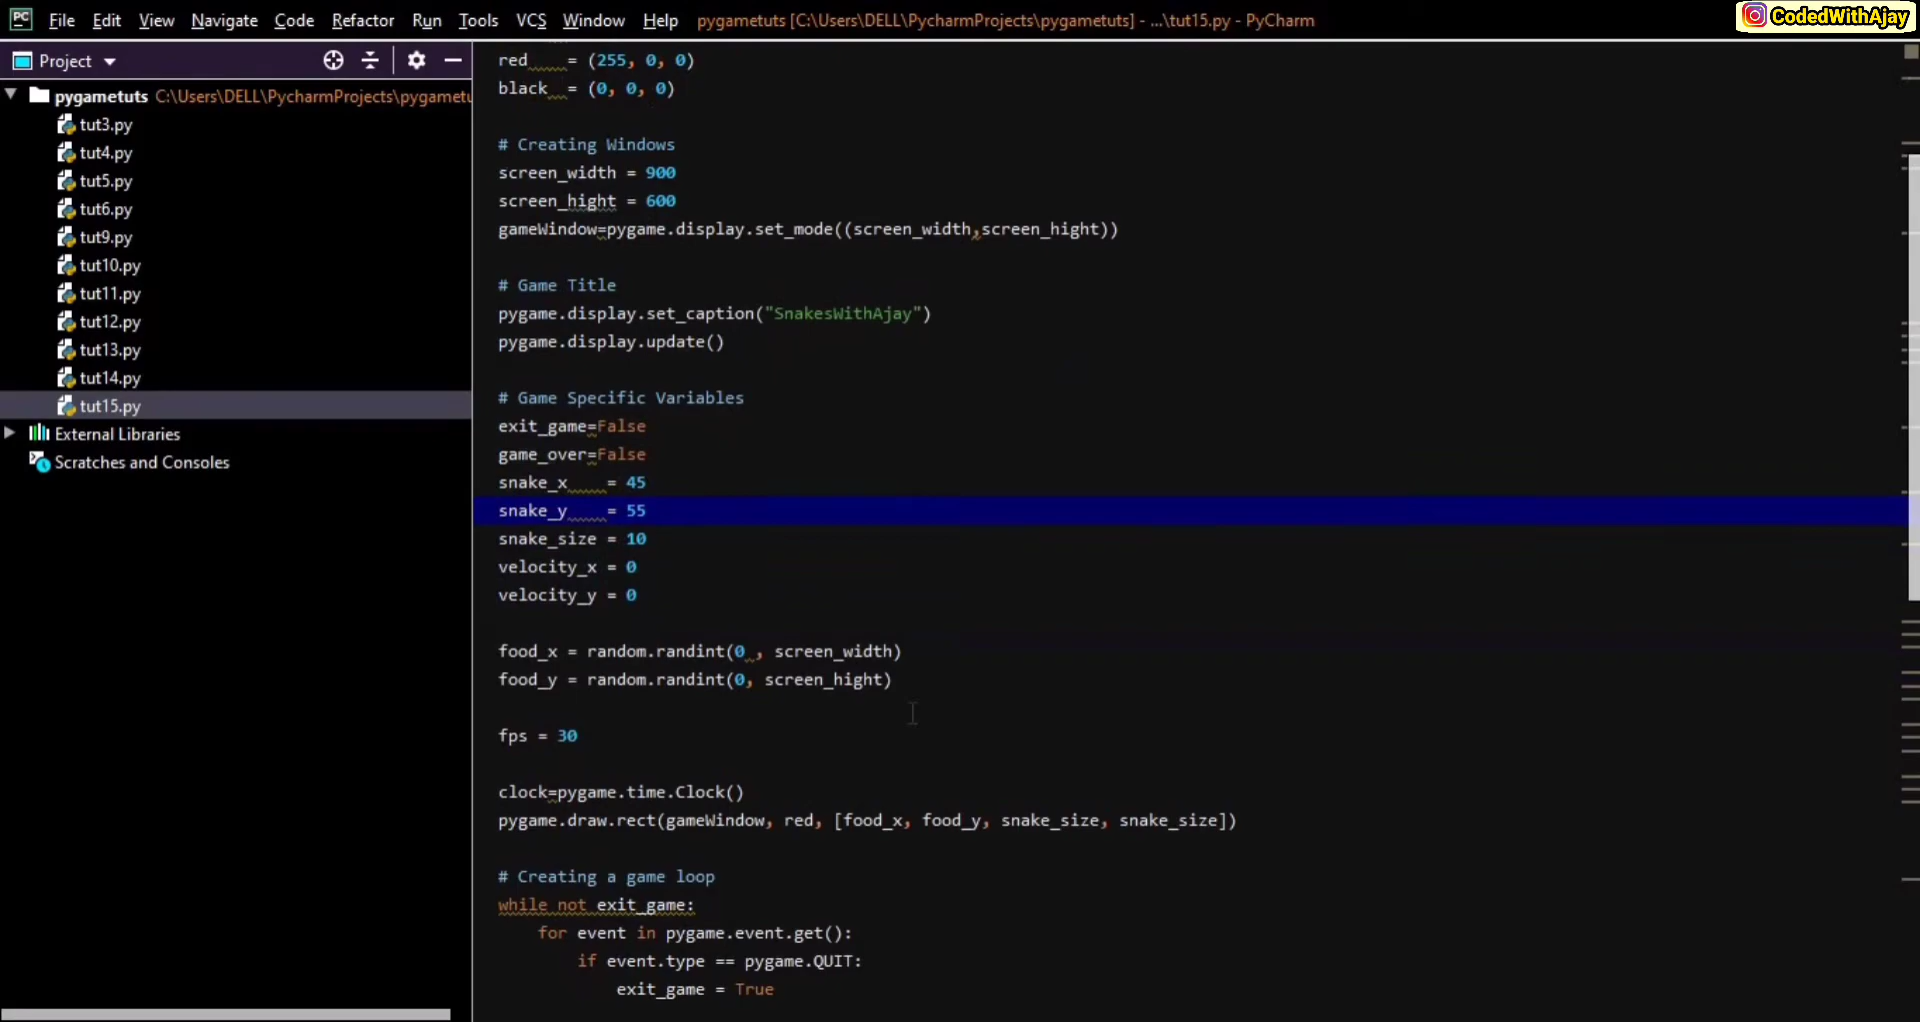 PC File Edit View Navigate Code Refactor Run Tools VCS Window Help pygametuts [C:\Users\DELL\PycharmProjects\pygametuts] - ...\tut15.py - PyCharm
CodedWithAjay
Project
pygametuts C:\Users\DELL\PycharmProjects\pygametu
tut3.py
tut4.py
tut5.py
tut6.py
tut9.py
tut10.py
tut11.py
tut12.py
tut13.py
tut14.py
tut15.py
External Libraries
Scratches and Consoles
red    = (255, 0, 0)
black  = (0, 0, 0)
# Creating Windows
screen_width = 900
screen_hight = 600
gameWindow=pygame.display.set_mode((screen_width,screen_hight))
# Game Title
pygame.display.set_caption("SnakesWithAjay")
pygame.display.update()
# Game Specific Variables
exit_game=False
game_over=False
snake_x    = 45
snake_y    = 55
snake_size = 10
velocity_x = 0
velocity_y = 0
food_x = random.randint(0 , screen_width)
food_y = random.randint(0, screen_hight)
fps = 30
clock=pygame.time.Clock()
pygame.draw.rect(gameWindow, red, [food_x, food_y, snake_size, snake_size])
# Creating a game loop
while not exit_game:
    for event in pygame.event.get():
        if event.type == pygame.QUIT:
            exit_game = True